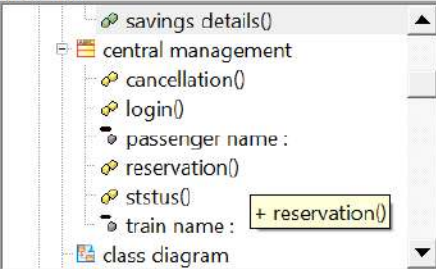 savings details()
central management
cancellation()
login()
passenger name :
reservation()
ststus()
+ reservation()
train name :
class diagram